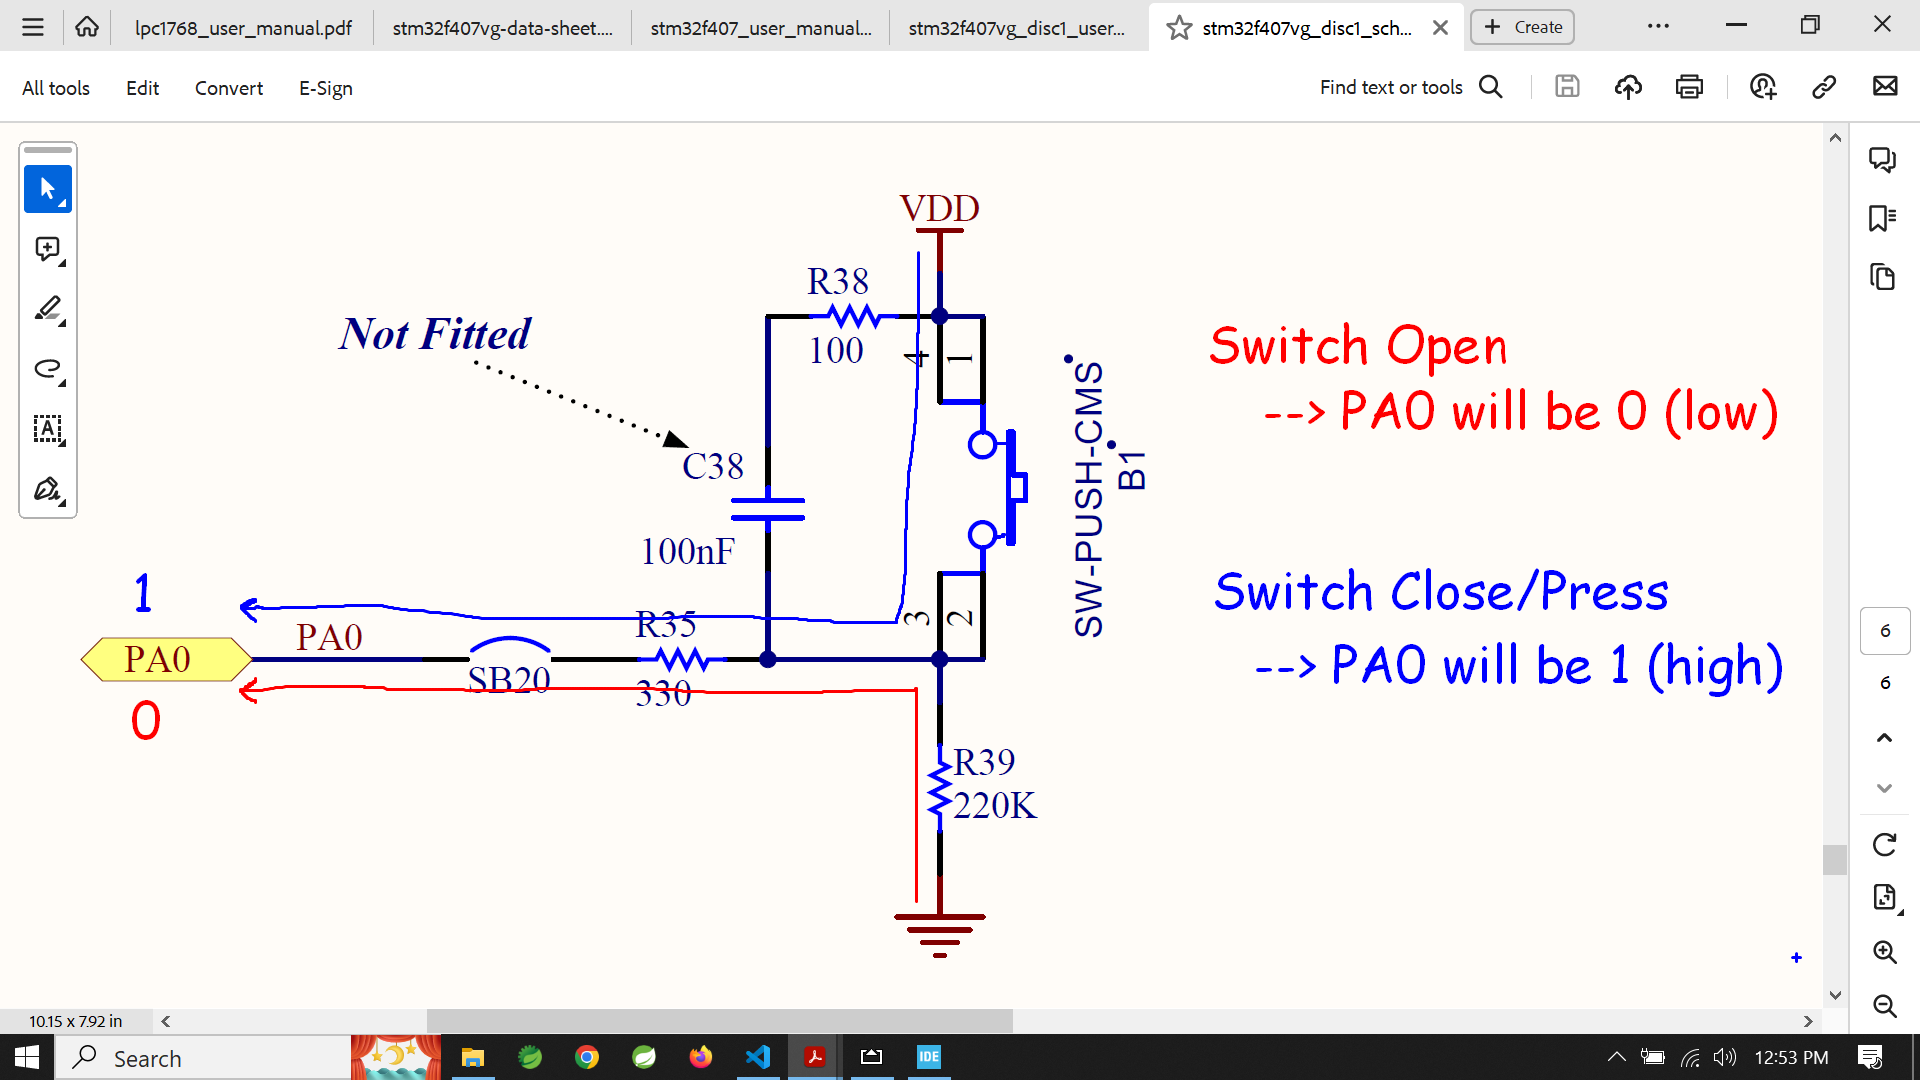 lpc1768_user_manual.pdf
stm32f407vg-data-sheet....
stm32f407_user_manual...
stm32f407vg_disc1_user...
stm32f407vg_disc1_sch...
Create
All tools
Edit
Convert
E-Sign
Find text or tools
VDD
R38
100
4
1
Not Fitted
C38
100nF
SW-PUSH-CMS
B1
Switch Open
--> PA0 will be 0 (low)
Switch Close/Press
--> PA0 will be 1 (high)
1
PA0
PA0
SB20
R35
330
3
2
0
R39
220K
6
6
10.15 x 7.92 in
Search
IDE
12:53 PM